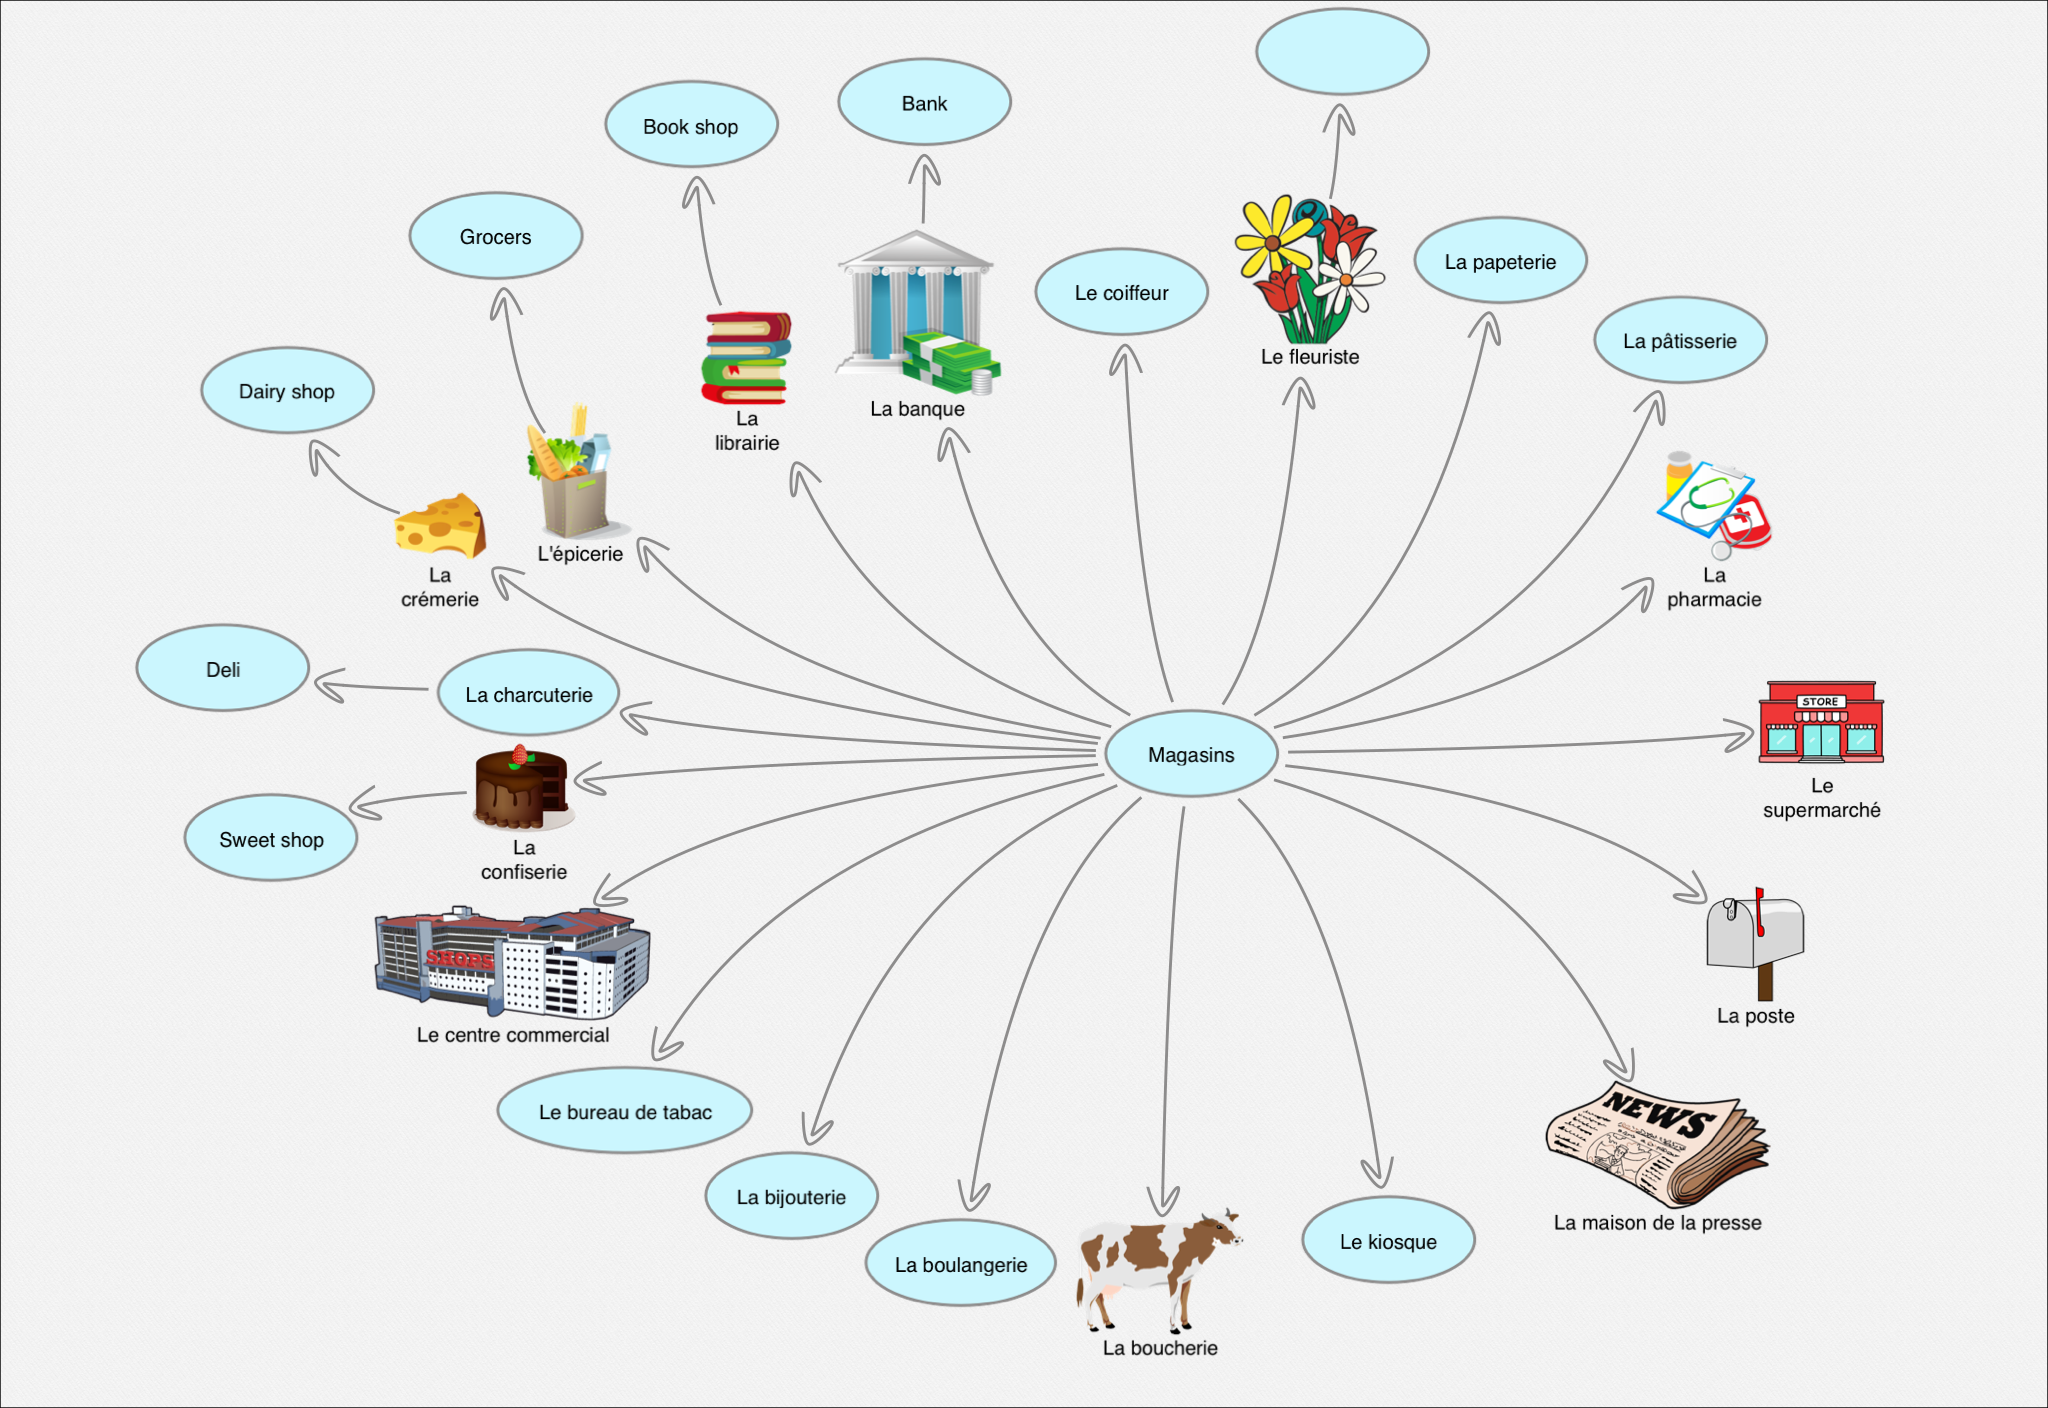 Bank
Book shop
Grocers
Le coiffeur
La papeterie
La pâtisserie
Le fleuriste
Dairy shop
La
librairie
La banque
L'épicerie
La
crémerie
La
pharmacie
Deli
La charcuterie
STORE
Magasins
Le
supermarché
Sweet shop
La
confiserie
SHOPS
Le centre commercial
La poste
Le bureau de tabac
NEWS
La bijouterie
La maison de la presse
La boulangerie
Le kiosque
La boucherie